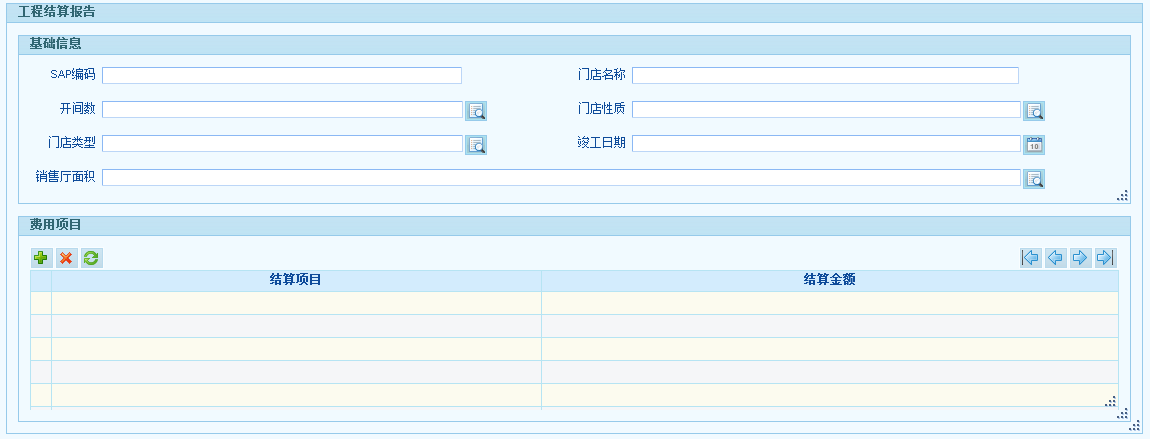 工程结算报告
基础信息
SAP编码 门店名称
开间数 门店性质
门店类型 竣工日期
销售厅面积
费用项目
结算项目 结算金额